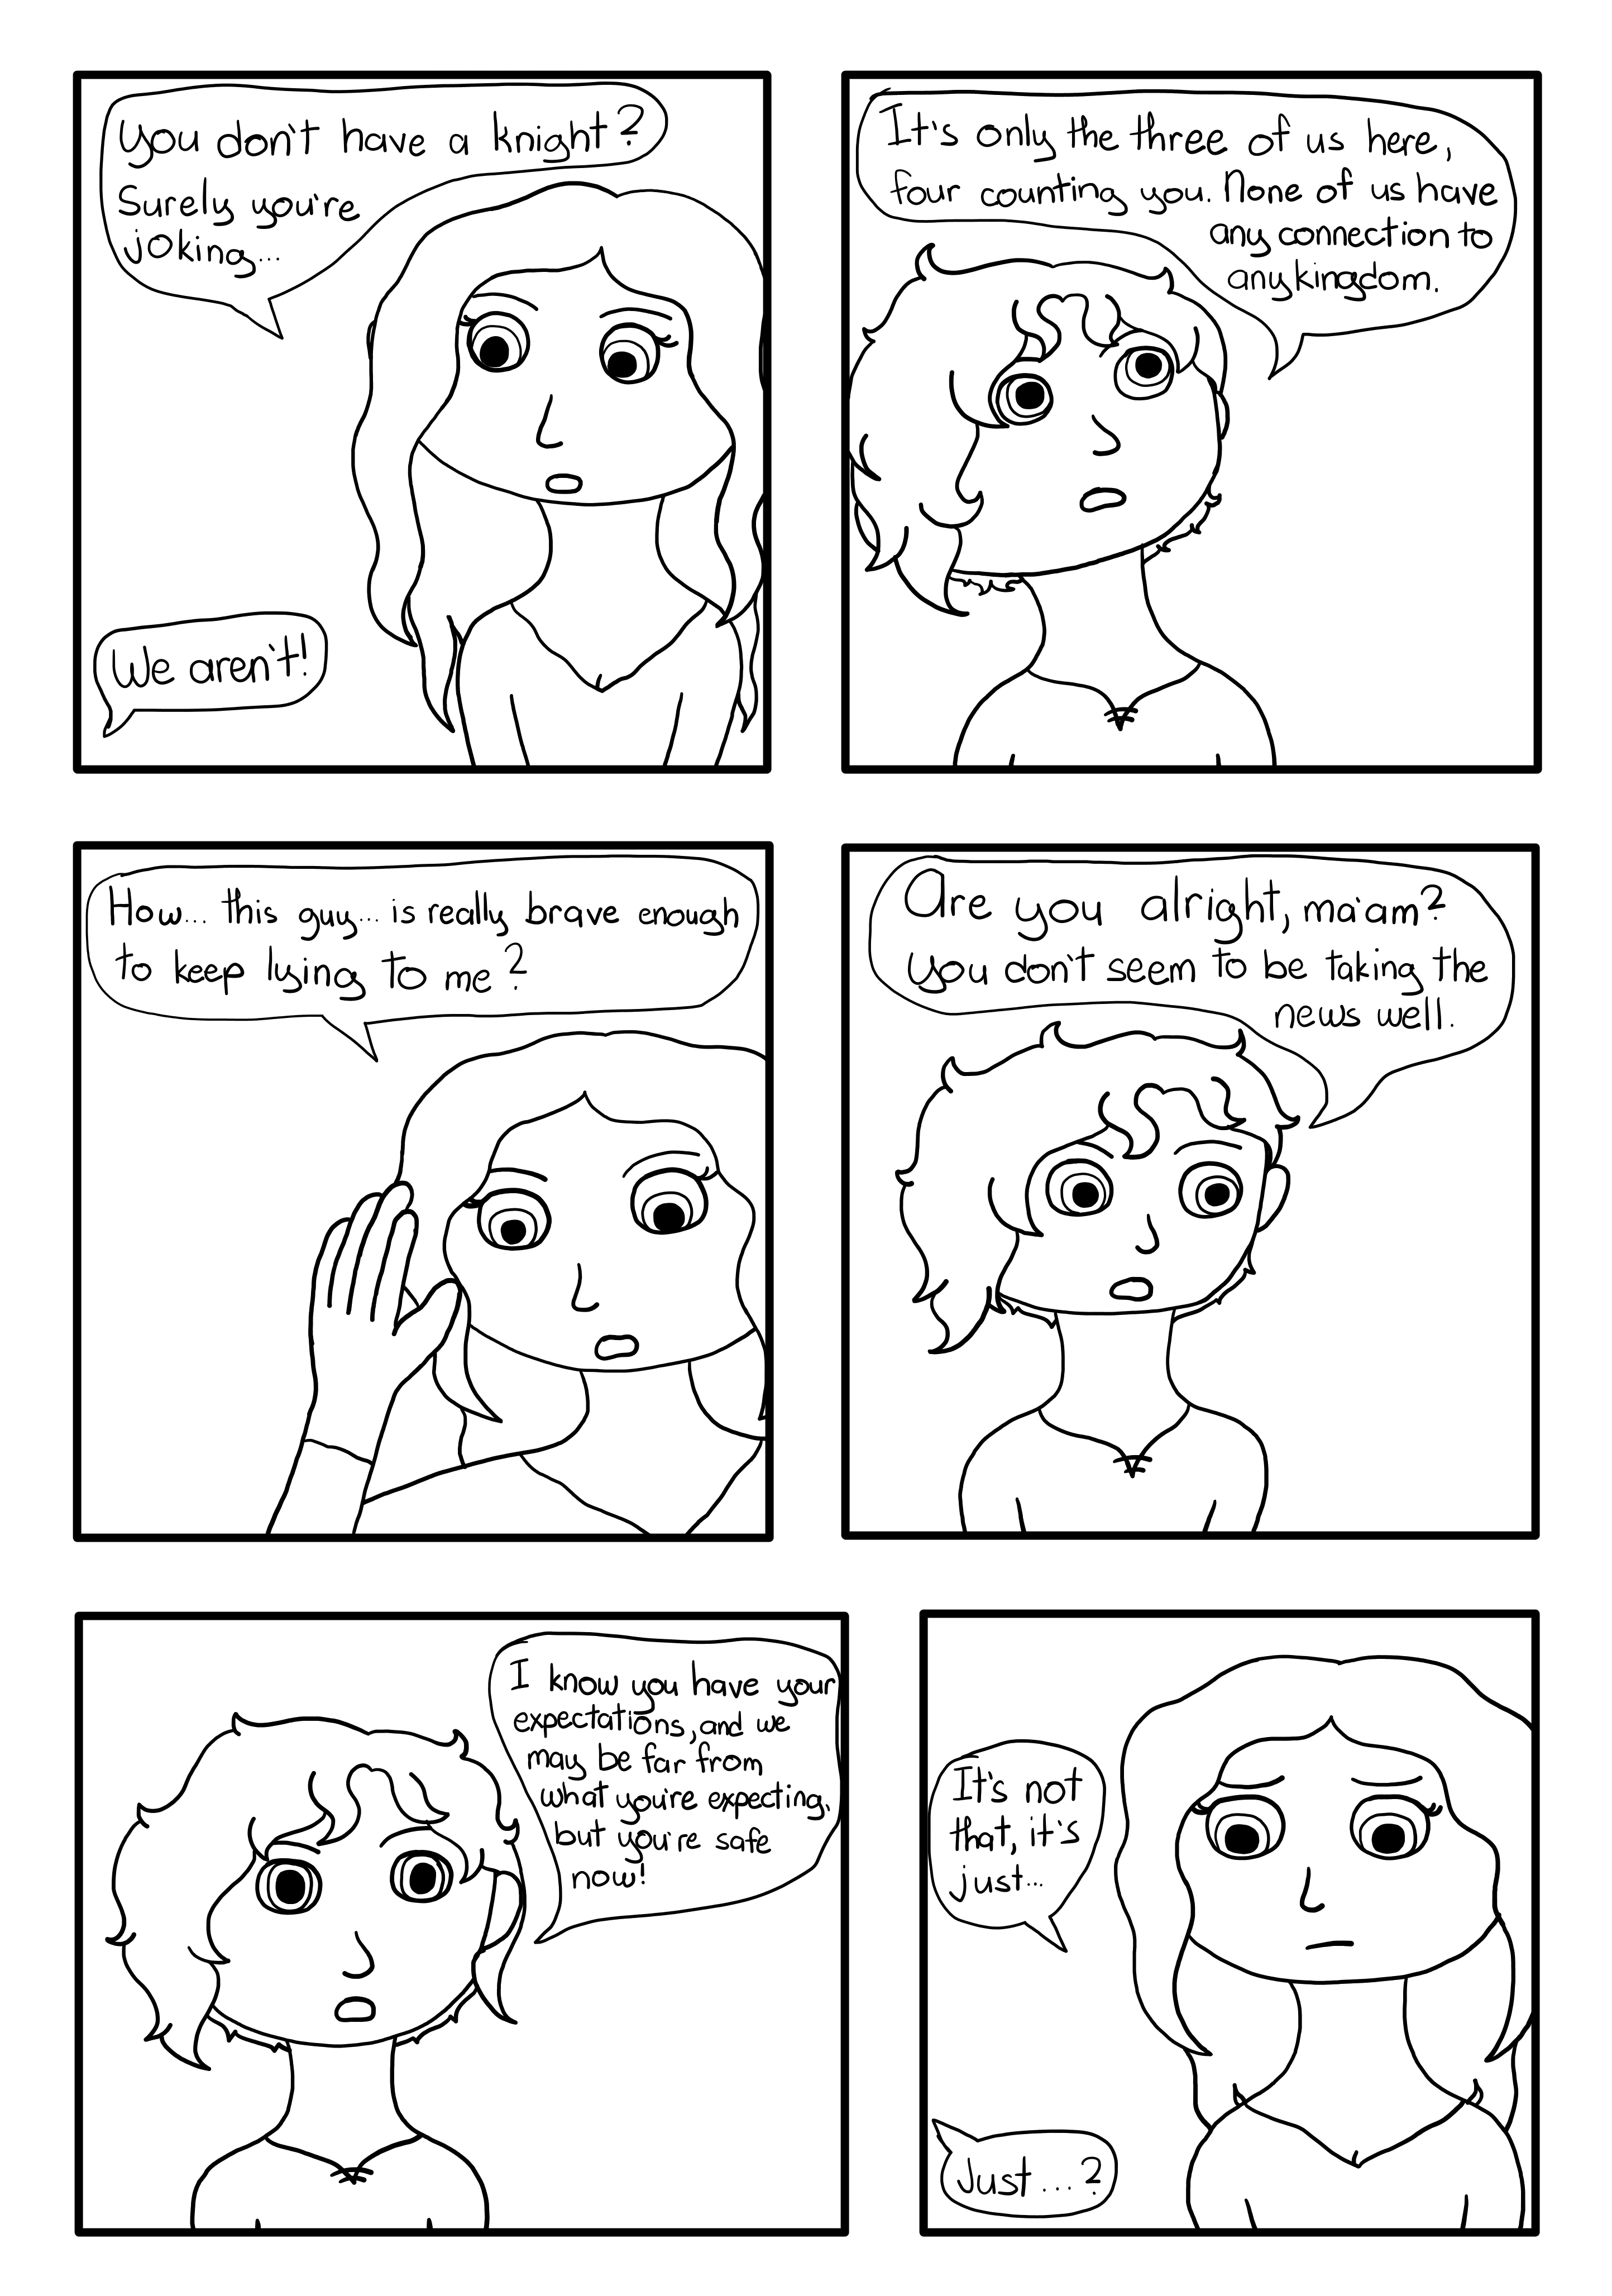 You don't have a knight?
Surely you're
joking...
We aren't!
It's only the three of us here,
four counting you. None of us have
any connection to
any kingdom.
How... this guy... is really brave enough
to keep lying to me?
Are you alright, ma'am?
You don't seem to be taking the
news well.
I know you have your
expectations, and we
may be far from
what you're expecting,
but you're safe
now!
It's not
that, it's
just...
Just ...?